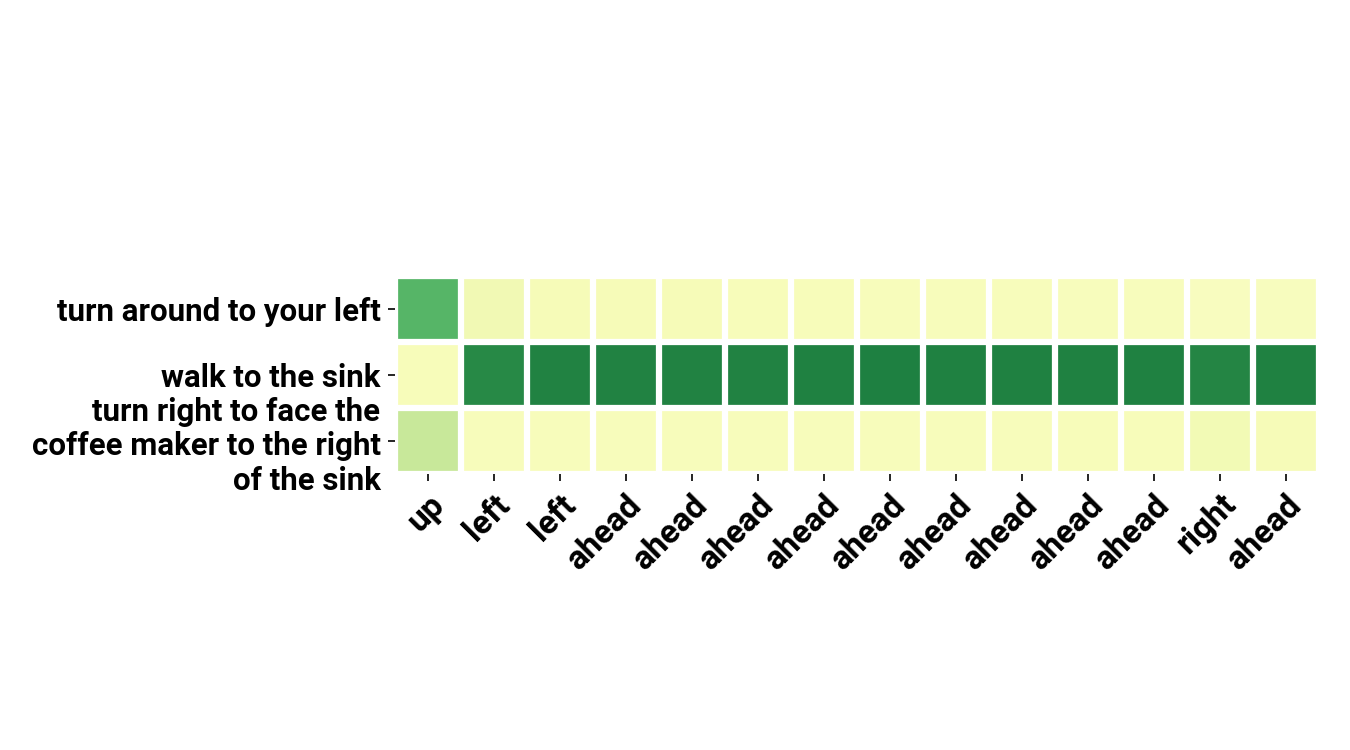 turn around to your left
walk to the sink
turn right to face the
coffee maker to the right
of the sink
up
left
left
ahead
ahead
ahead
ahead
ahead
ahead
ahead
ahead
ahead
right
ahead